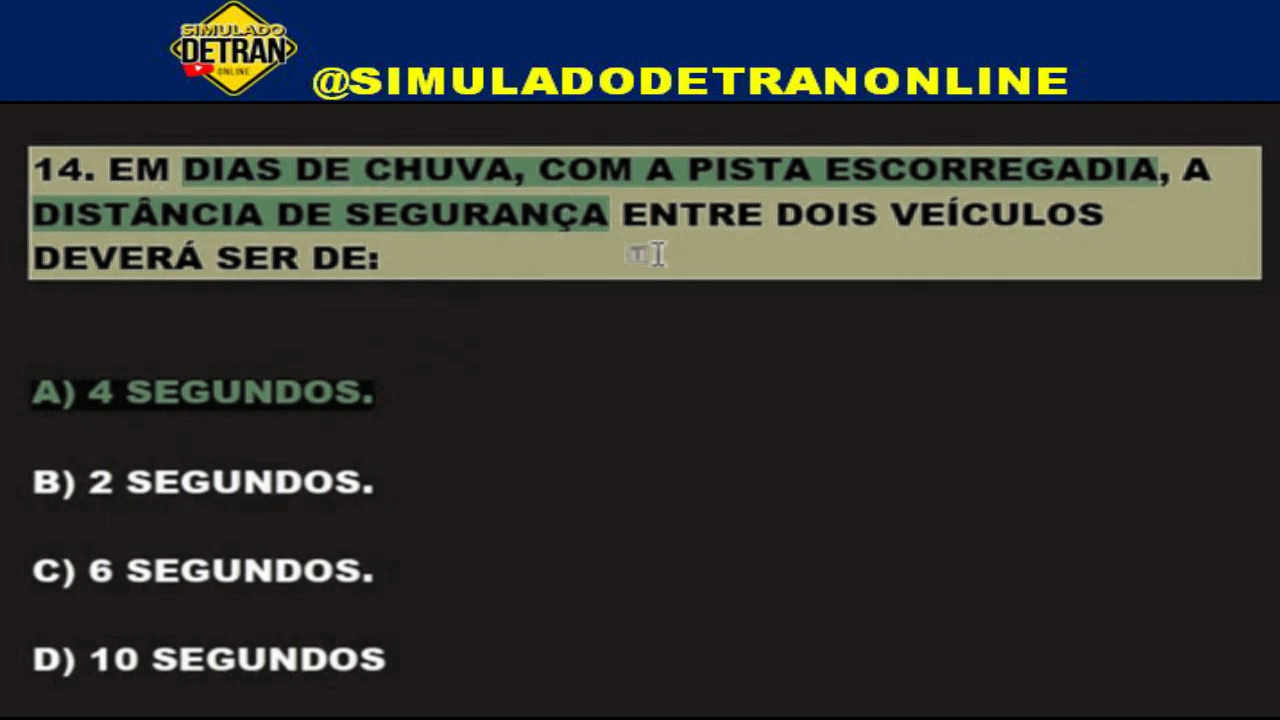 SIMULADO
DETRAN
ONLINE
@SIMULADODETRANONLINE
14. EM DIAS DE CHUVA, COM A PISTA ESCORREGADIA, A
DISTÂNCIA DE SEGURANÇA ENTRE DOIS VEÍCULOS
DEVERÁ SER DE:
A) 4 SEGUNDOS.
B) 2 SEGUNDOS.
C) 6 SEGUNDOS.
D) 10 SEGUNDOS